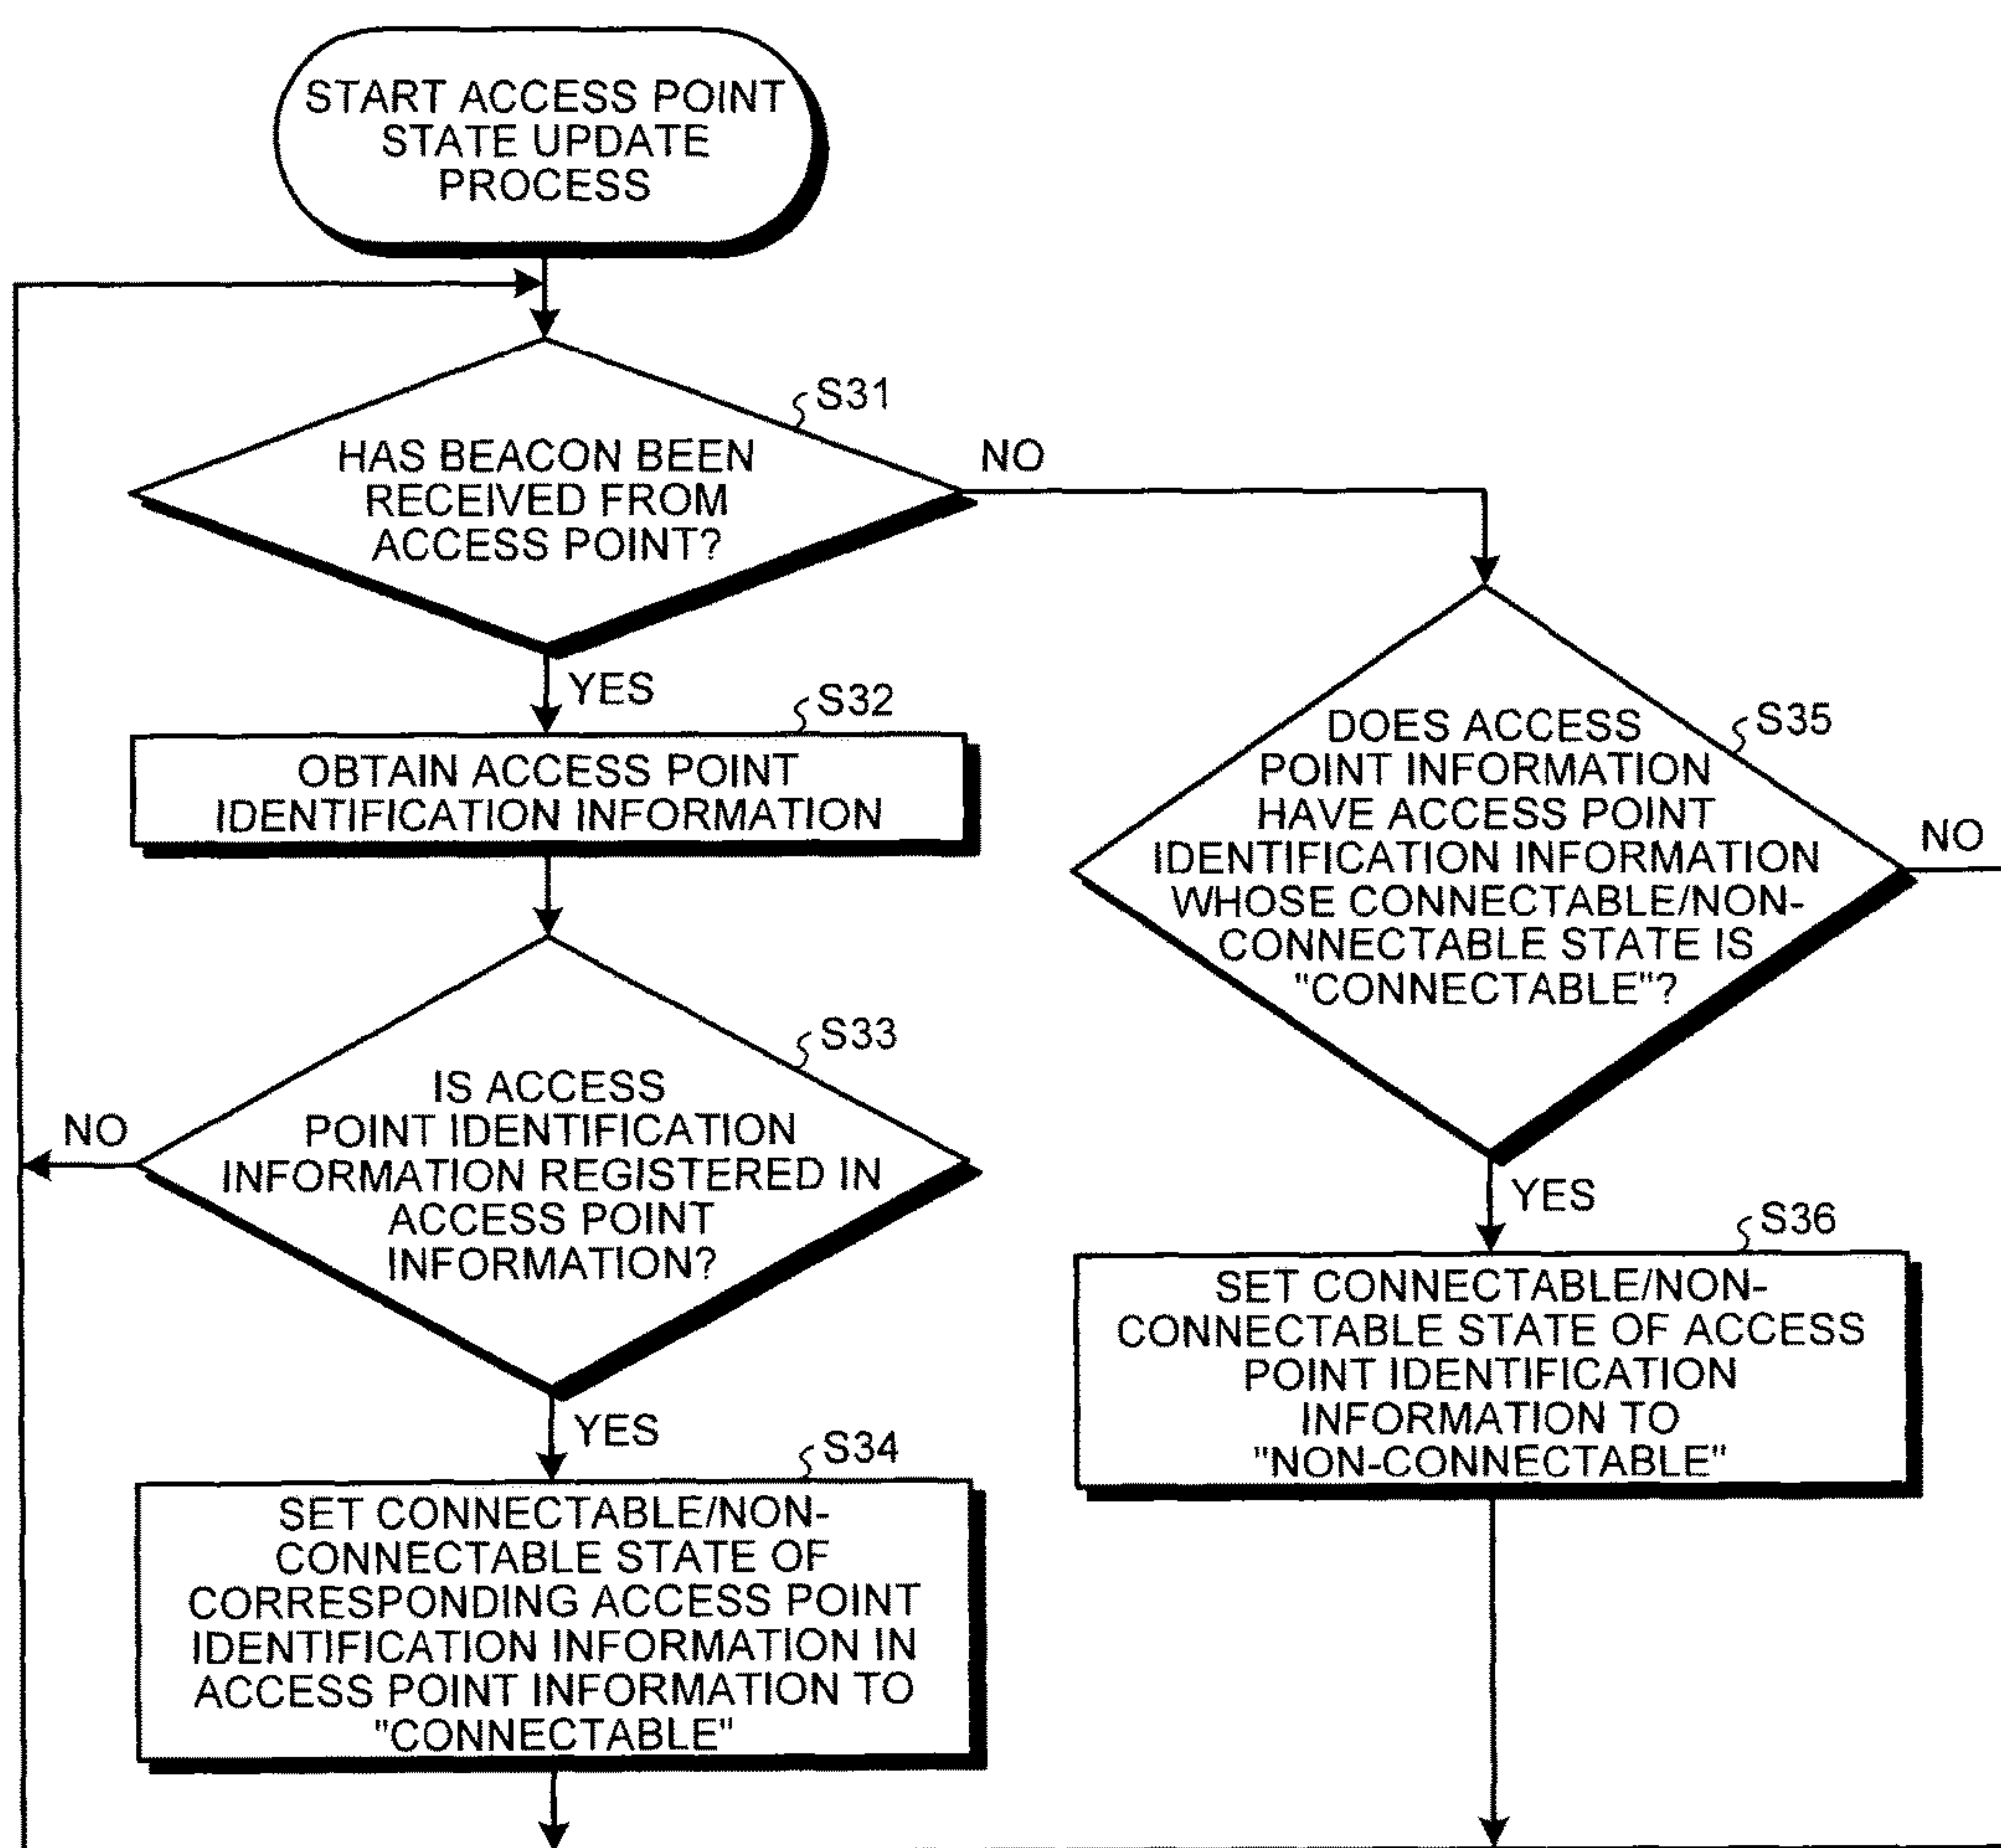 START ACCESS POINT
STATE UPDATE
PROCESS
S31
HAS BEACON BEEN
RECEIVED FROM
ACCESS POINT?
NO
YES
S32
OBTAIN ACCESS POINT
IDENTIFICATION INFORMATION
S33
IS ACCESS
POINT IDENTIFICATION
INFORMATION REGISTERED IN
ACCESS POINT
INFORMATION?
NO
YES
S34
SET CONNECTABLE/NON-
CONNECTABLE STATE OF
CORRESPONDING ACCESS POINT
IDENTIFICATION INFORMATION IN
ACCESS POINT INFORMATION TO
"CONNECTABLE"
S35
DOES ACCESS
POINT INFORMATION
HAVE ACCESS POINT
IDENTIFICATION INFORMATION
WHOSE CONNECTABLE/NON-
CONNECTABLE STATE IS
"CONNECTABLE"?
NO
YES
S36
SET CONNECTABLE/NON-
CONNECTABLE STATE OF ACCESS
POINT IDENTIFICATION
INFORMATION TO
"NON-CONNECTABLE"